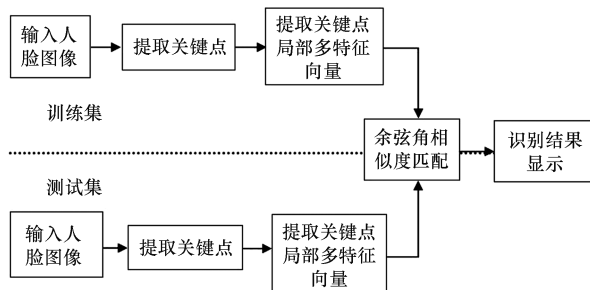 输入人
脸图像
提取关键点
提取关键点
局部多特征
向量
训练集
余弦角相
似度匹配
识别结果
显示
测试集
输入人
脸图像
提取关键点
提取关键点
局部多特征
向量